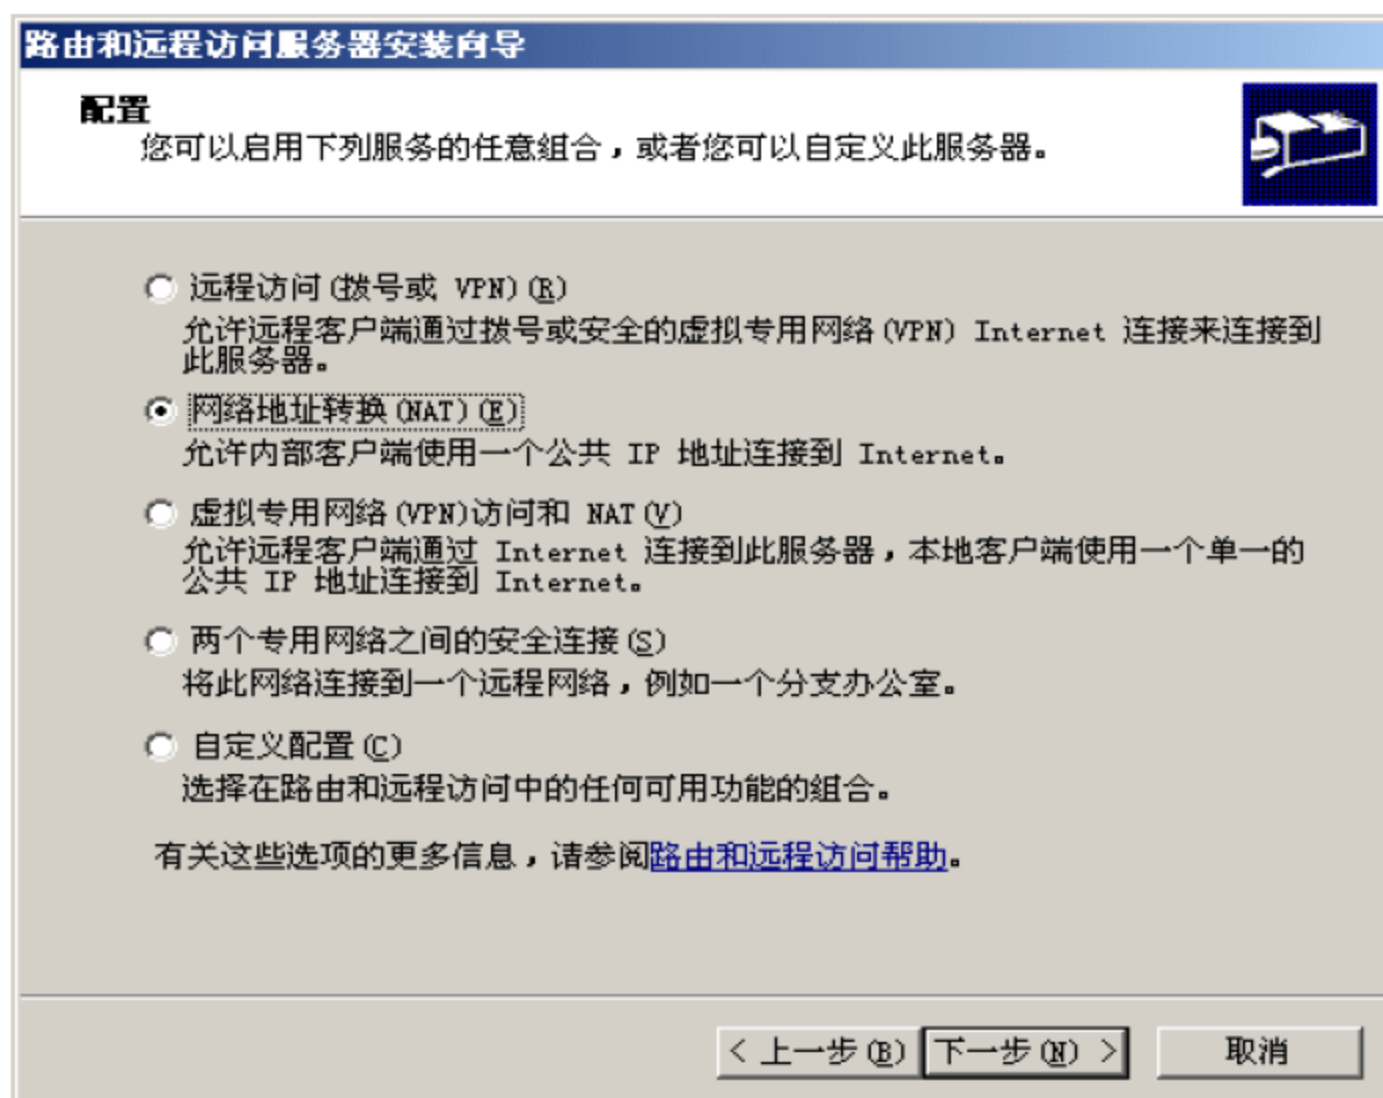 路由和远程访问服务器安装向导
配置
您可以启用下列服务的任意组合，或者您可以自定义此服务器。
远程访问(拨号或 VPN)(R)
允许远程客户端通过拨号或安全的虚拟专用网络(VPN) Internet 连接来连接到
此服务器。
网络地址转换(NAT)(E)
允许内部客户端使用一个公共 IP 地址连接到 Internet。
虚拟专用网络(VPN)访问和 NAT(V)
允许远程客户端通过 Internet 连接到此服务器，本地客户端使用一个单一的
公共 IP 地址连接到 Internet。
两个专用网络之间的安全连接(S)
将此网络连接到一个远程网络，例如一个分支办公室。
自定义配置(C)
选择在路由和远程访问中的任何可用功能的组合。
有关这些选项的更多信息，请参阅路由和远程访问帮助。
< 上一步(B) 下一步(N) > 取消